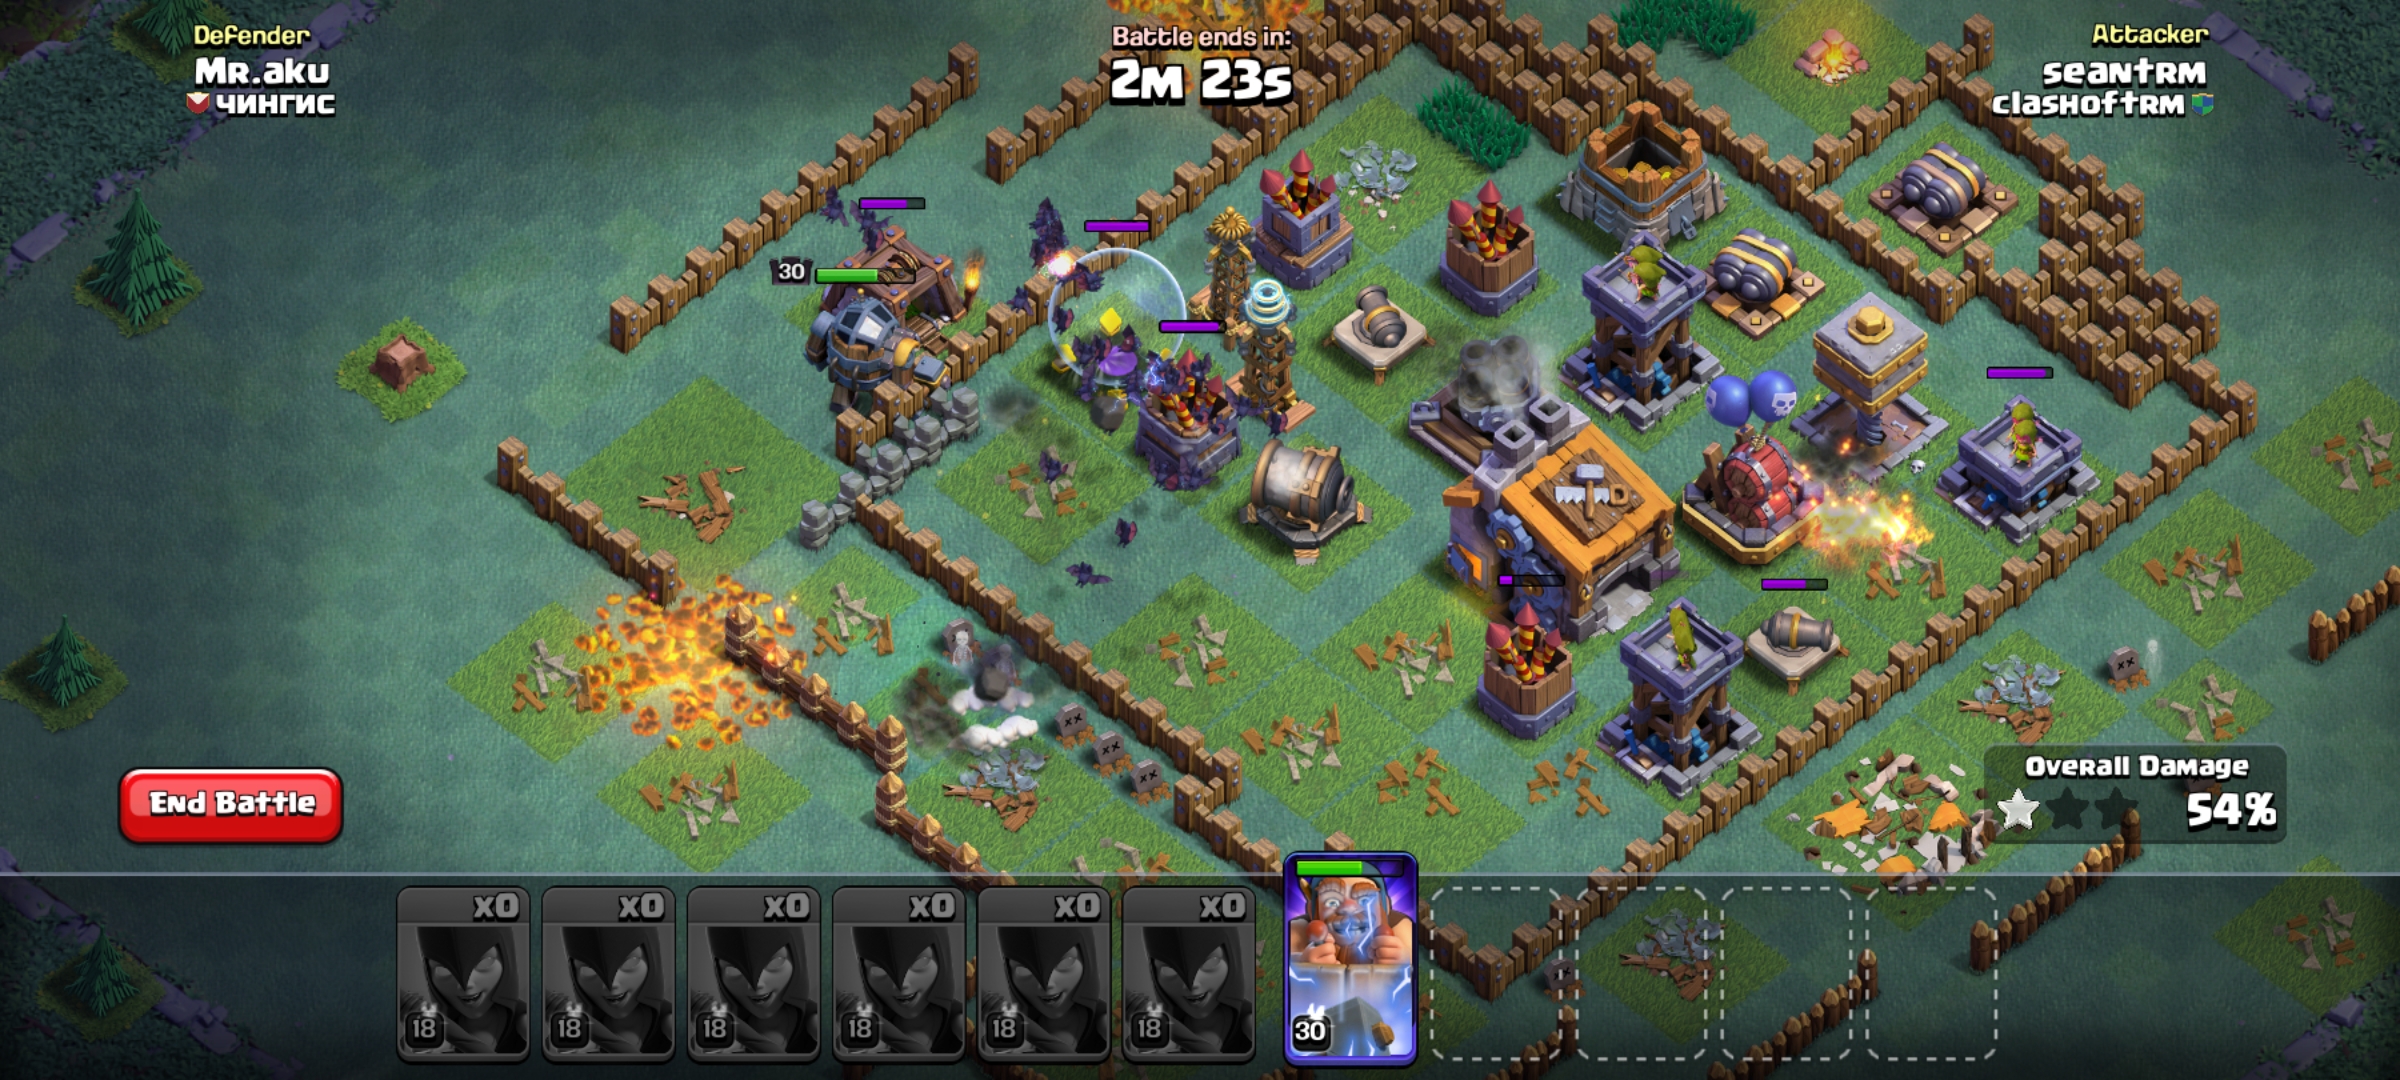 Defender
Mr.aku
чингис
Battle ends in:
2M 23s
Attacker
seantrm
clashoftrm
30
End Battle
Overall Damage
54%
x0
x0
x0
x0
x0
x0
18
18
18
18
18
18
30